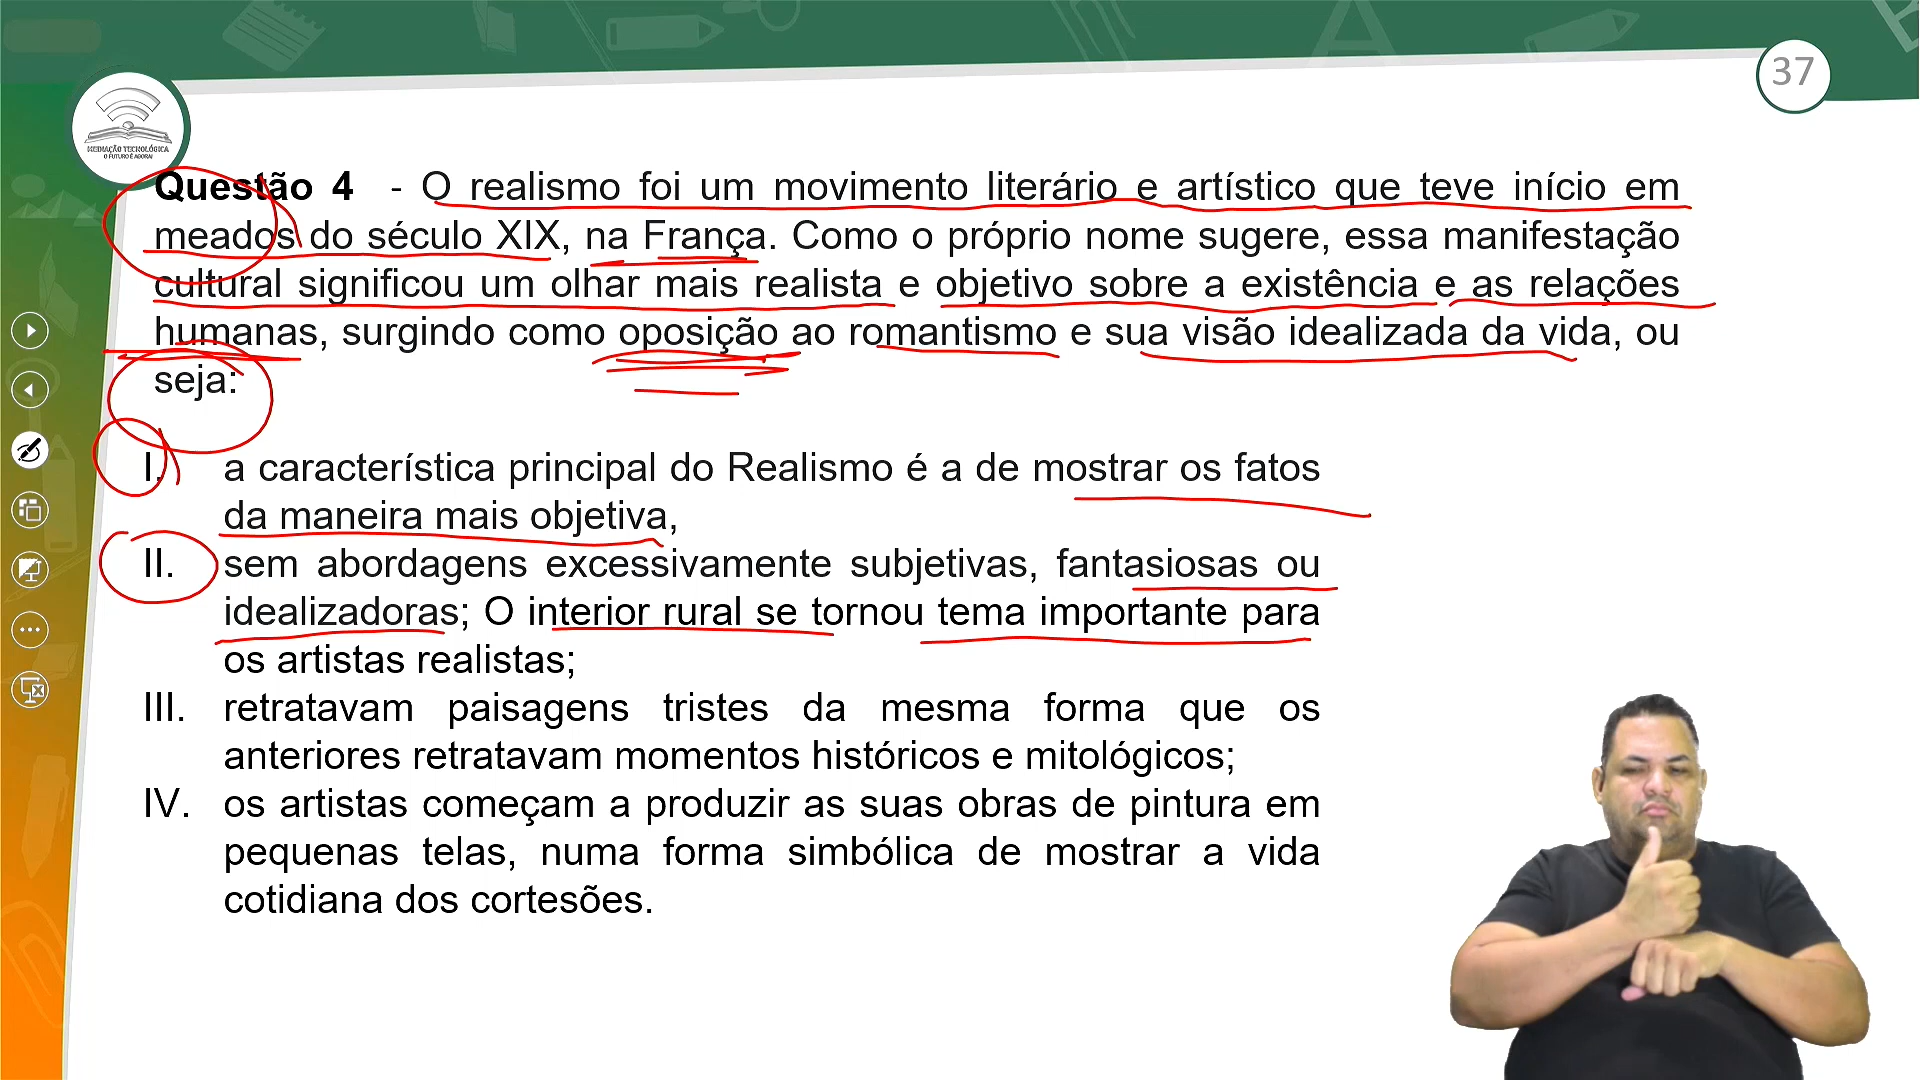 37
MEDIAÇÃO TECNOLÓGICA
O FUTURO É AGORA!
Questão 4 - O realismo foi um movimento literário e artístico que teve início em
meados do século XIX, na França. Como o próprio nome sugere, essa manifestação
cultural significou um olhar mais realista e objetivo sobre a existência e as relações
humanas, surgindo como oposição ao romantismo e sua visão idealizada da vida, ou
seja:
I. a característica principal do Realismo é a de mostrar os fatos
da maneira mais objetiva,
II. sem abordagens excessivamente subjetivas, fantasiosas ou
idealizadoras; O interior rural se tornou tema importante para
os artistas realistas;
III. retratavam paisagens tristes da mesma forma que os
anteriores retratavam momentos históricos e mitológicos;
IV. os artistas começam a produzir as suas obras de pintura em
pequenas telas, numa forma simbólica de mostrar a vida
cotidiana dos cortesões.